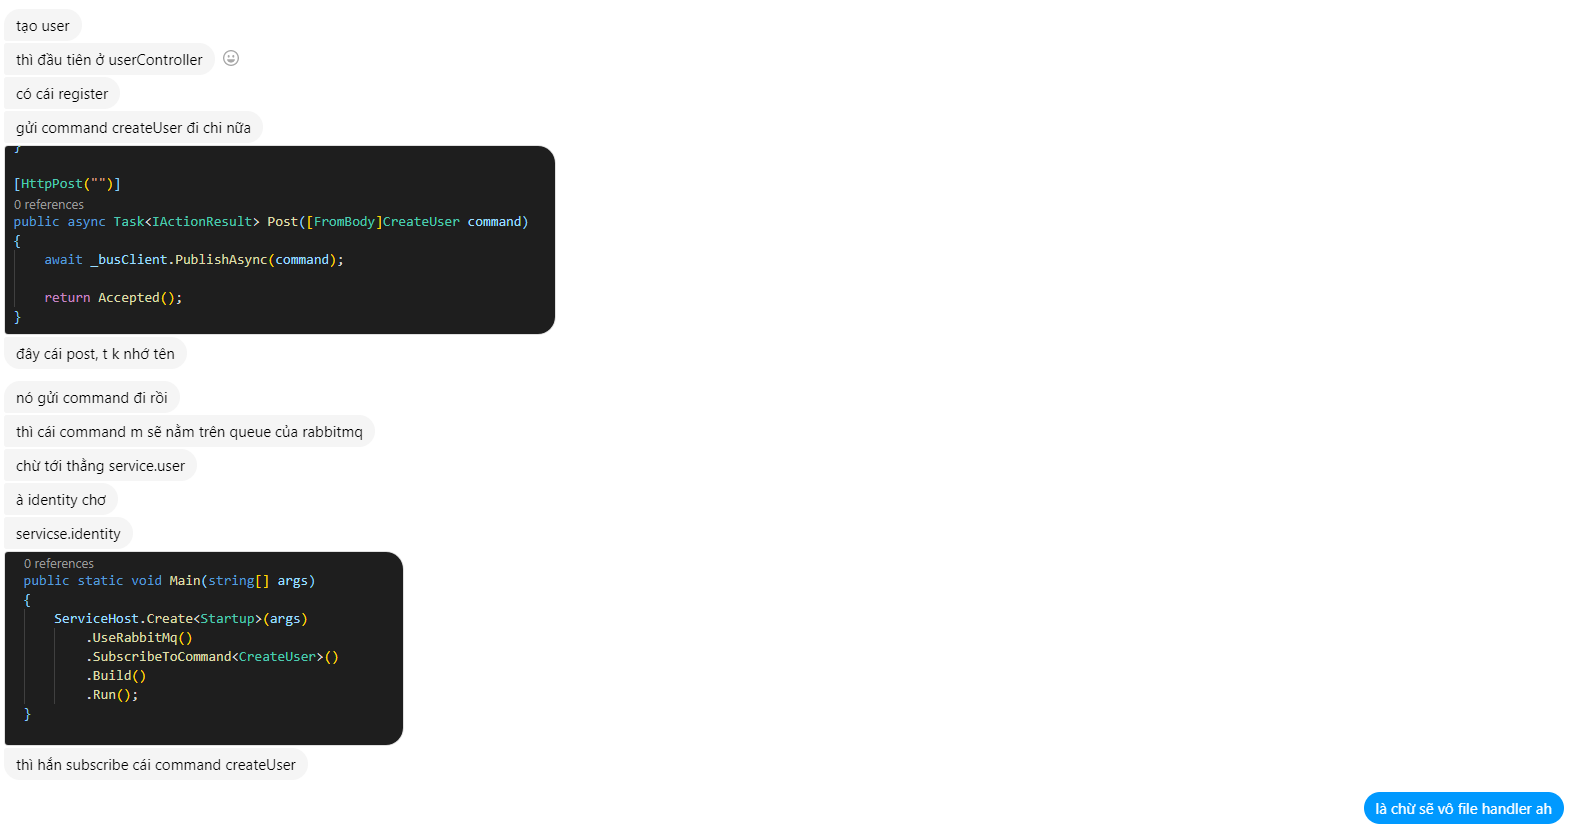 tạo user
thì đầu tiên ở userController
có cái register
gửi command createUser đi chi nữa
}
[HttpPost("")]
0 references
public async Task<IActionResult> Post([FromBody]CreateUser command)
{
await _busClient.PublishAsync(command);
return Accepted();
}
đây cái post, t k nhớ tên
nó gửi command đi rồi
thì cái command m sẽ nằm trên queue của rabbitmq
chừ tới thằng service.user
à identity chơ
servicse.identity
0 references
public static void Main(string[] args)
{
ServiceHost.Create<Startup>(args)
.UseRabbitMq()
.SubscribeToCommand<CreateUser>()
.Build()
.Run();
}
thì hắn subscribe cái command createUser
là chừ sẽ vô file handler ah